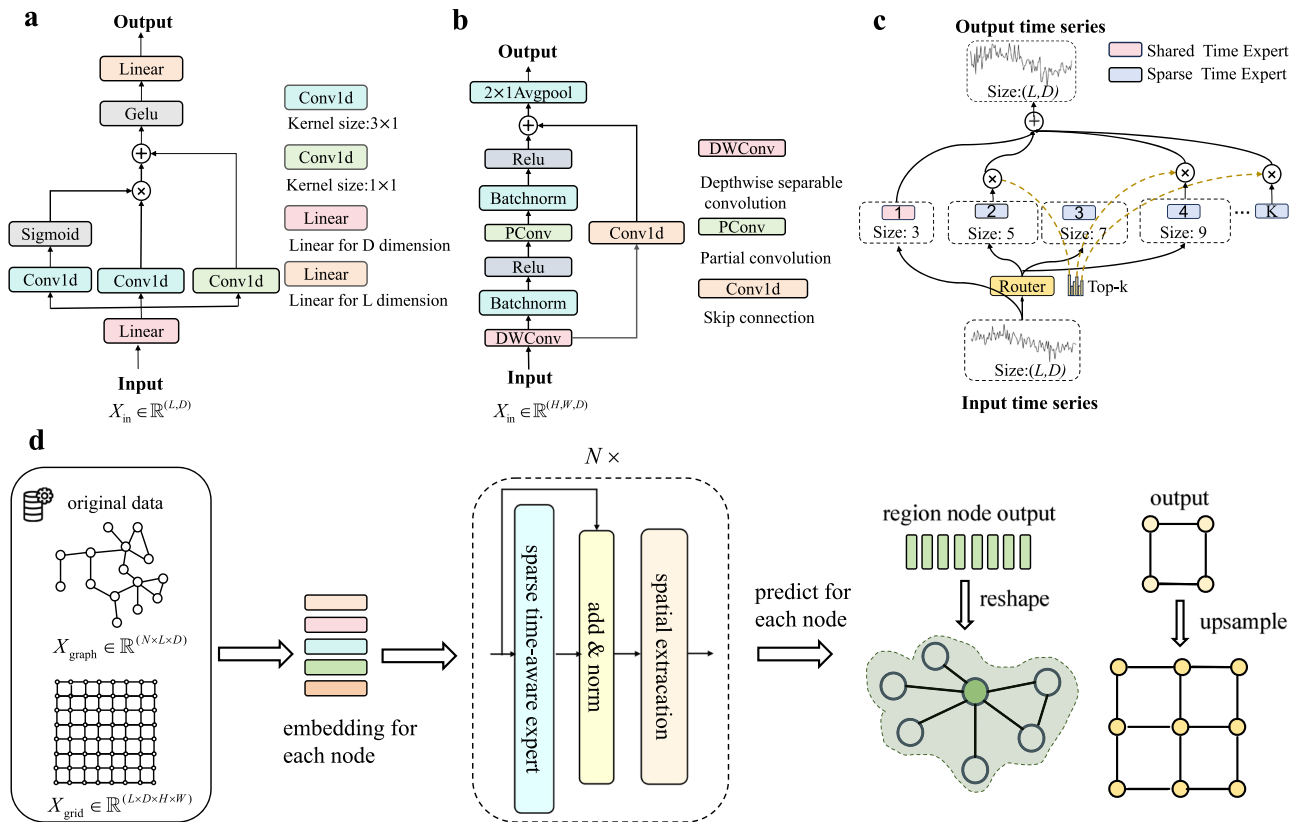 a
Output
Linear
Gelu
+
×
Sigmoid
Conv1d
Conv1d
Conv1d
Linear
Input
X_in ∈ ℝ^(L,D)
Conv1d
Kernel size:3×1
Conv1d
Kernel size:1×1
Linear
Linear for D dimension
Linear
Linear for L dimension
b
Output
2×1Avgpool
+
Relu
Batchnorm
PConv
Conv1d
Relu
Batchnorm
DWConv
Input
X_in ∈ ℝ^(H,W,D)
DWConv
Depthwise separable
convolution
PConv
Partial convolution
Conv1d
Skip connection
c
Output time series
Size:(L,D)
Shared Time Expert
Sparse Time Expert
+
×
×
×
1
Size: 3
2
Size: 5
3
Size: 7
4
Size: 9
...
K
Router
Top-k
Size:(L,D)
Input time series
d
original data
X_graph ∈ ℝ^(N×L×D)
X_grid ∈ ℝ^(L×D×H×W)
embedding for
each node
N ×
sparse time-aware expert
add & norm
spatial extracation
predict for
each node
region node output
reshape
output
upsample